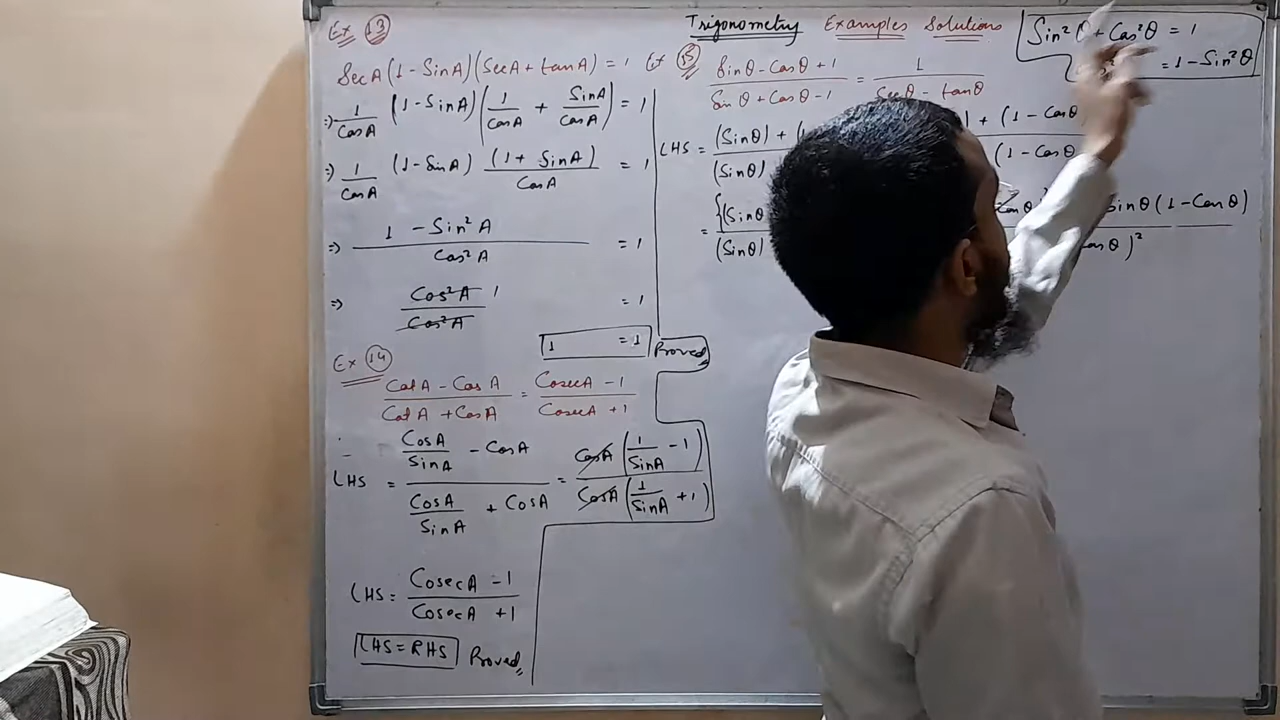 Trigonometry Examples Solutions
Sin²θ + Cos²θ = 1
= 1 - Sin²θ
Ex 13
SecA (1 - SinA) (SecA + tanA) = 1
⇒ 1/CosA (1 - SinA) (1/CosA + SinA/CosA) = 1
⇒ 1/CosA (1 - SinA) (1 + SinA)/CosA = 1
⇒ 1 - Sin²A / Cos²A = 1
⇒ Cos²A / Cos²A 1 = 1
1 = 1 Proved
Ex 14
CotA - CosA / CotA + CosA = CosecA - 1 / CosecA + 1
∴ LHS = CosA/SinA - CosA / CosA/SinA + CosA = CosA (1/SinA - 1) / CosA (1/SinA + 1)
LHS = CosecA - 1 / CosecA + 1
LHS = RHS Proved
Ex 15
Sinθ - Cosθ + 1 / Sinθ + Cosθ - 1 = 1 / Secθ - tanθ
LHS = (Sinθ) + + (1 - Cosθ / (Sinθ) (1 - Cosθ
= {(Sinθ Sinθ (1 - Cosθ) / (Sinθ) Cosθ)²